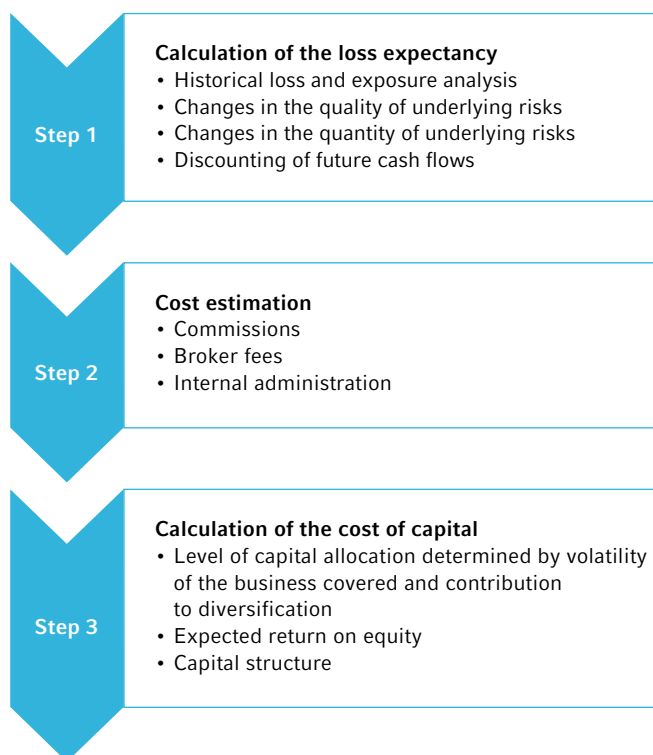 Step 1
Calculation of the loss expectancy
• Historical loss and exposure analysis
• Changes in the quality of underlying risks
• Changes in the quantity of underlying risks
• Discounting of future cash flows
Step 2
Cost estimation
• Commissions
• Broker fees
• Internal administration
Step 3
Calculation of the cost of capital
• Level of capital allocation determined by volatility
of the business covered and contribution
to diversification
• Expected return on equity
• Capital structure